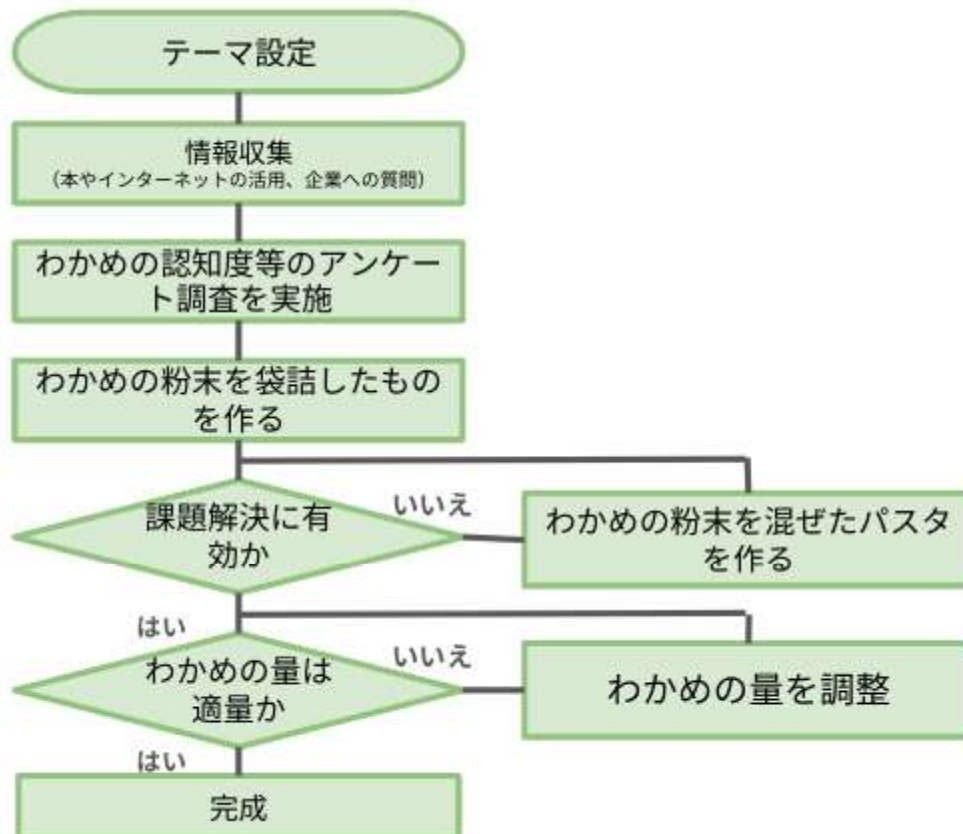 テーマ設定
情報収集
(本やインターネットの活用、企業への質問)
わかめの認知度等のアンケー
ト調査を実施
わかめの粉末を袋詰したもの
を作る
課題解決に有
効か
いいえ
わかめの粉末を混ぜたパスタ
を作る
はい
わかめの量は
適量か
いいえ
わかめの量を調整
はい
完成